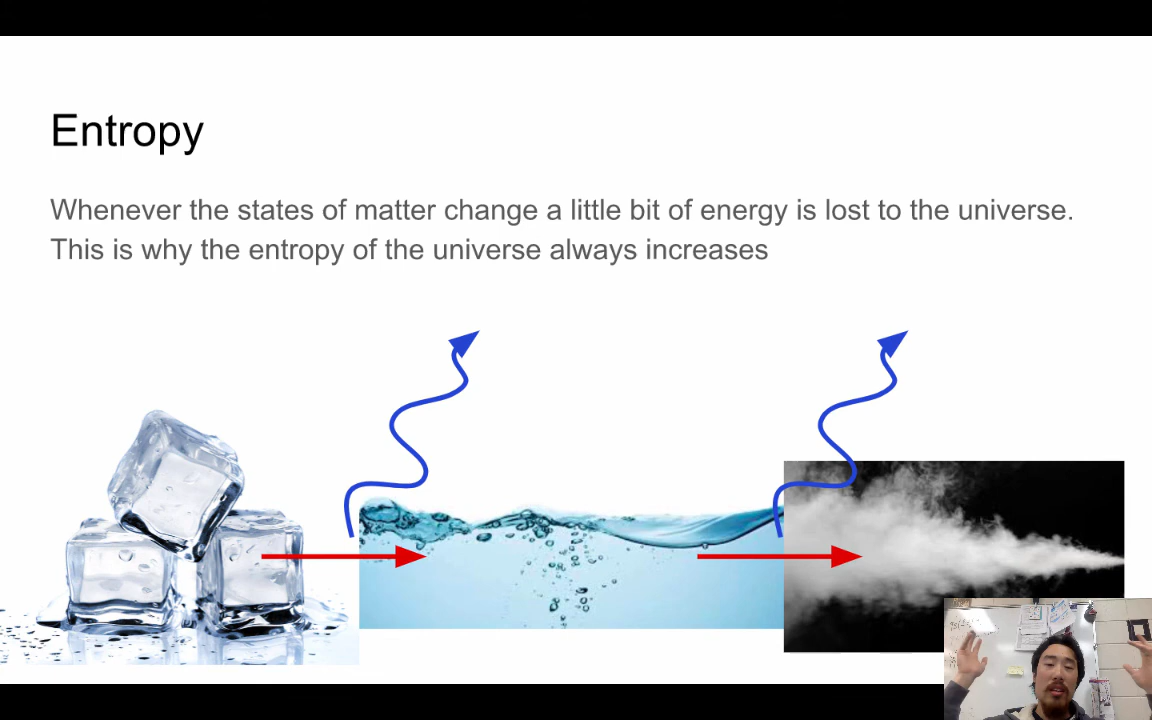 Entropy
Whenever the states of matter change a little bit of energy is lost to the universe.
This is why the entropy of the universe always increases